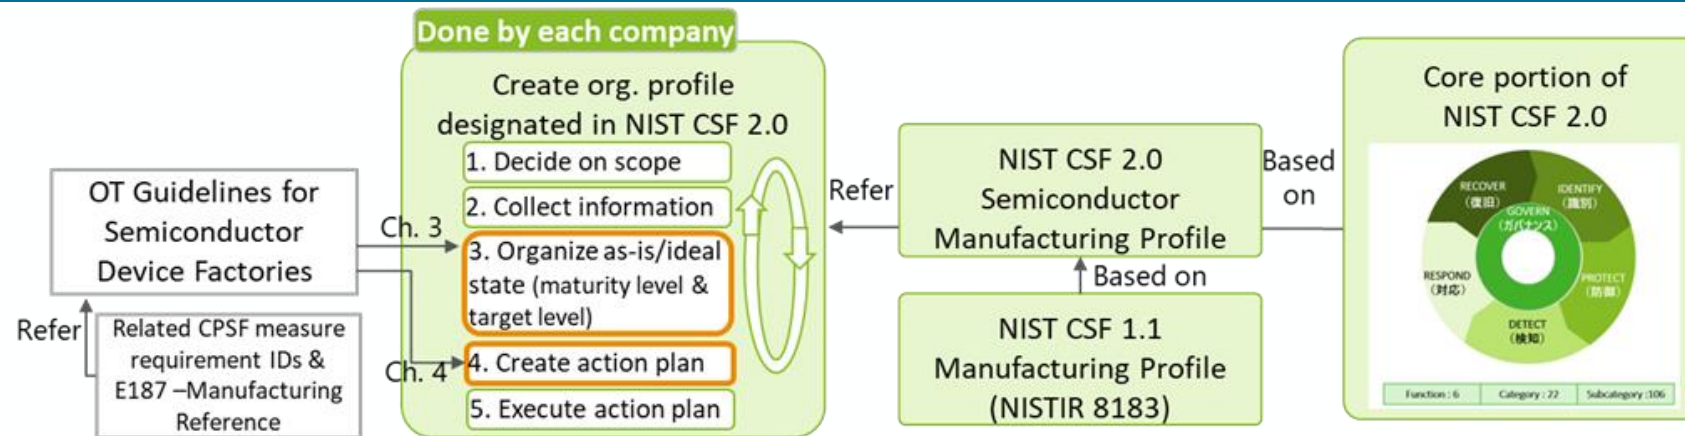 Done by each company
Create org. profile
designated in NIST CSF 2.0
1. Decide on scope
2. Collect information
3. Organize as-is/ideal
state (maturity level &
target level)
4. Create action plan
5. Execute action plan
OT Guidelines for
Semiconductor
Device Factories
Ch. 3
Ch. 4
Refer
Related CPSF measure
requirement IDs &
E187 –Manufacturing
Reference
Refer
NIST CSF 2.0
Semiconductor
Manufacturing Profile
Based on
NIST CSF 1.1
Manufacturing Profile
(NISTIR 8183)
Based
on
Core portion of
NIST CSF 2.0
RECOVER
(復旧)
IDENTIFY
(識別)
GOVERN
(ガバナンス)
RESPOND
(対応)
PROTECT
(防御)
DETECT
(検知)
Function : 6
Category : 22
Subcategory :106